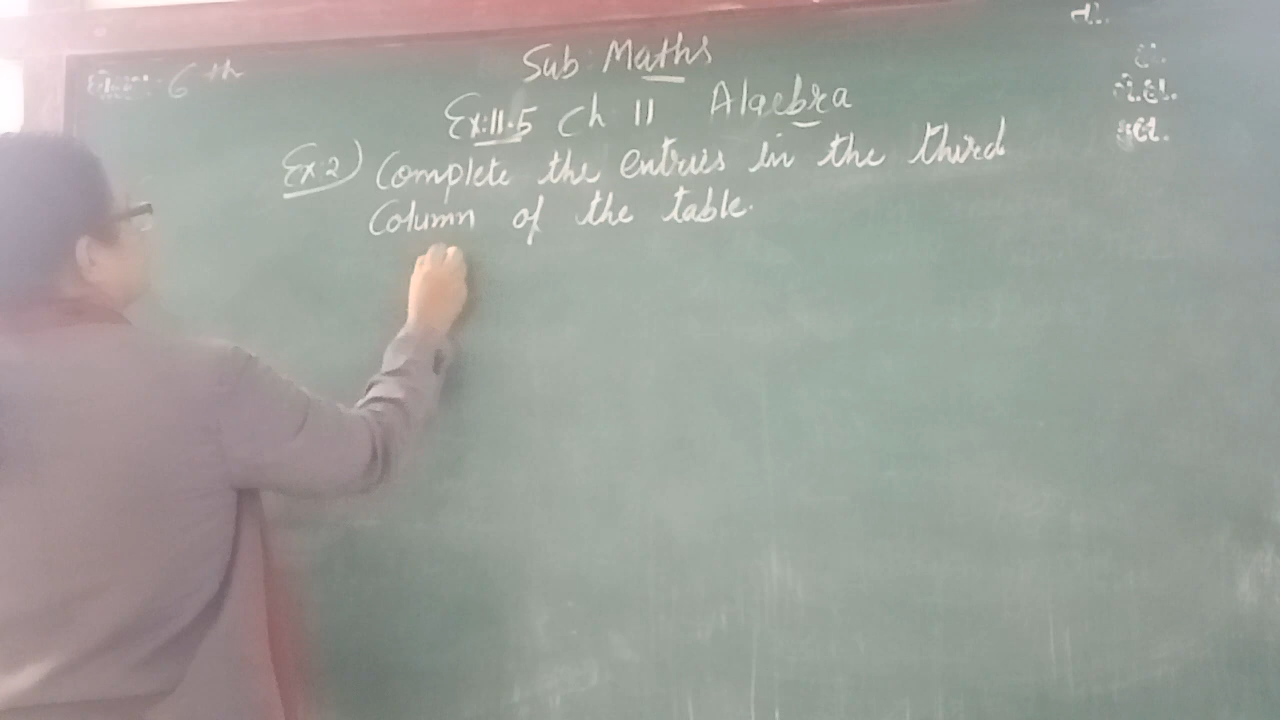 6th
Sub: Maths
Ex:11.5 Ch 11 Algebra
Ex.2) Complete the entries in the third
Column of the table.
તા.
સં.
ગે.હા.
હા.